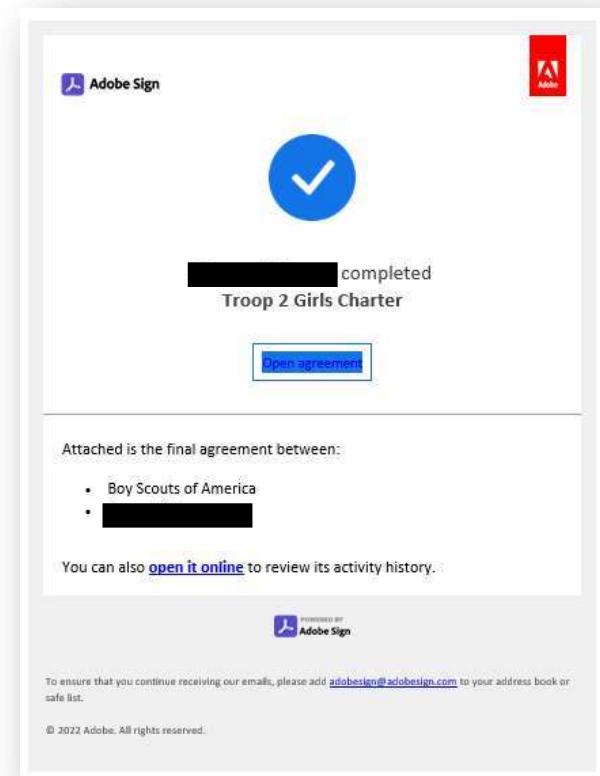 Adobe Sign
Adobe
completed
Troop 2 Girls Charter
Open agreement
Attached is the final agreement between:
• Boy Scouts of America
•
You can also open it online to review its activity history.
POWERED BY
Adobe Sign
To ensure that you continue receiving our emails, please add adobesign@adobesign.com to your address book or
safe list.
© 2022 Adobe. All rights reserved.